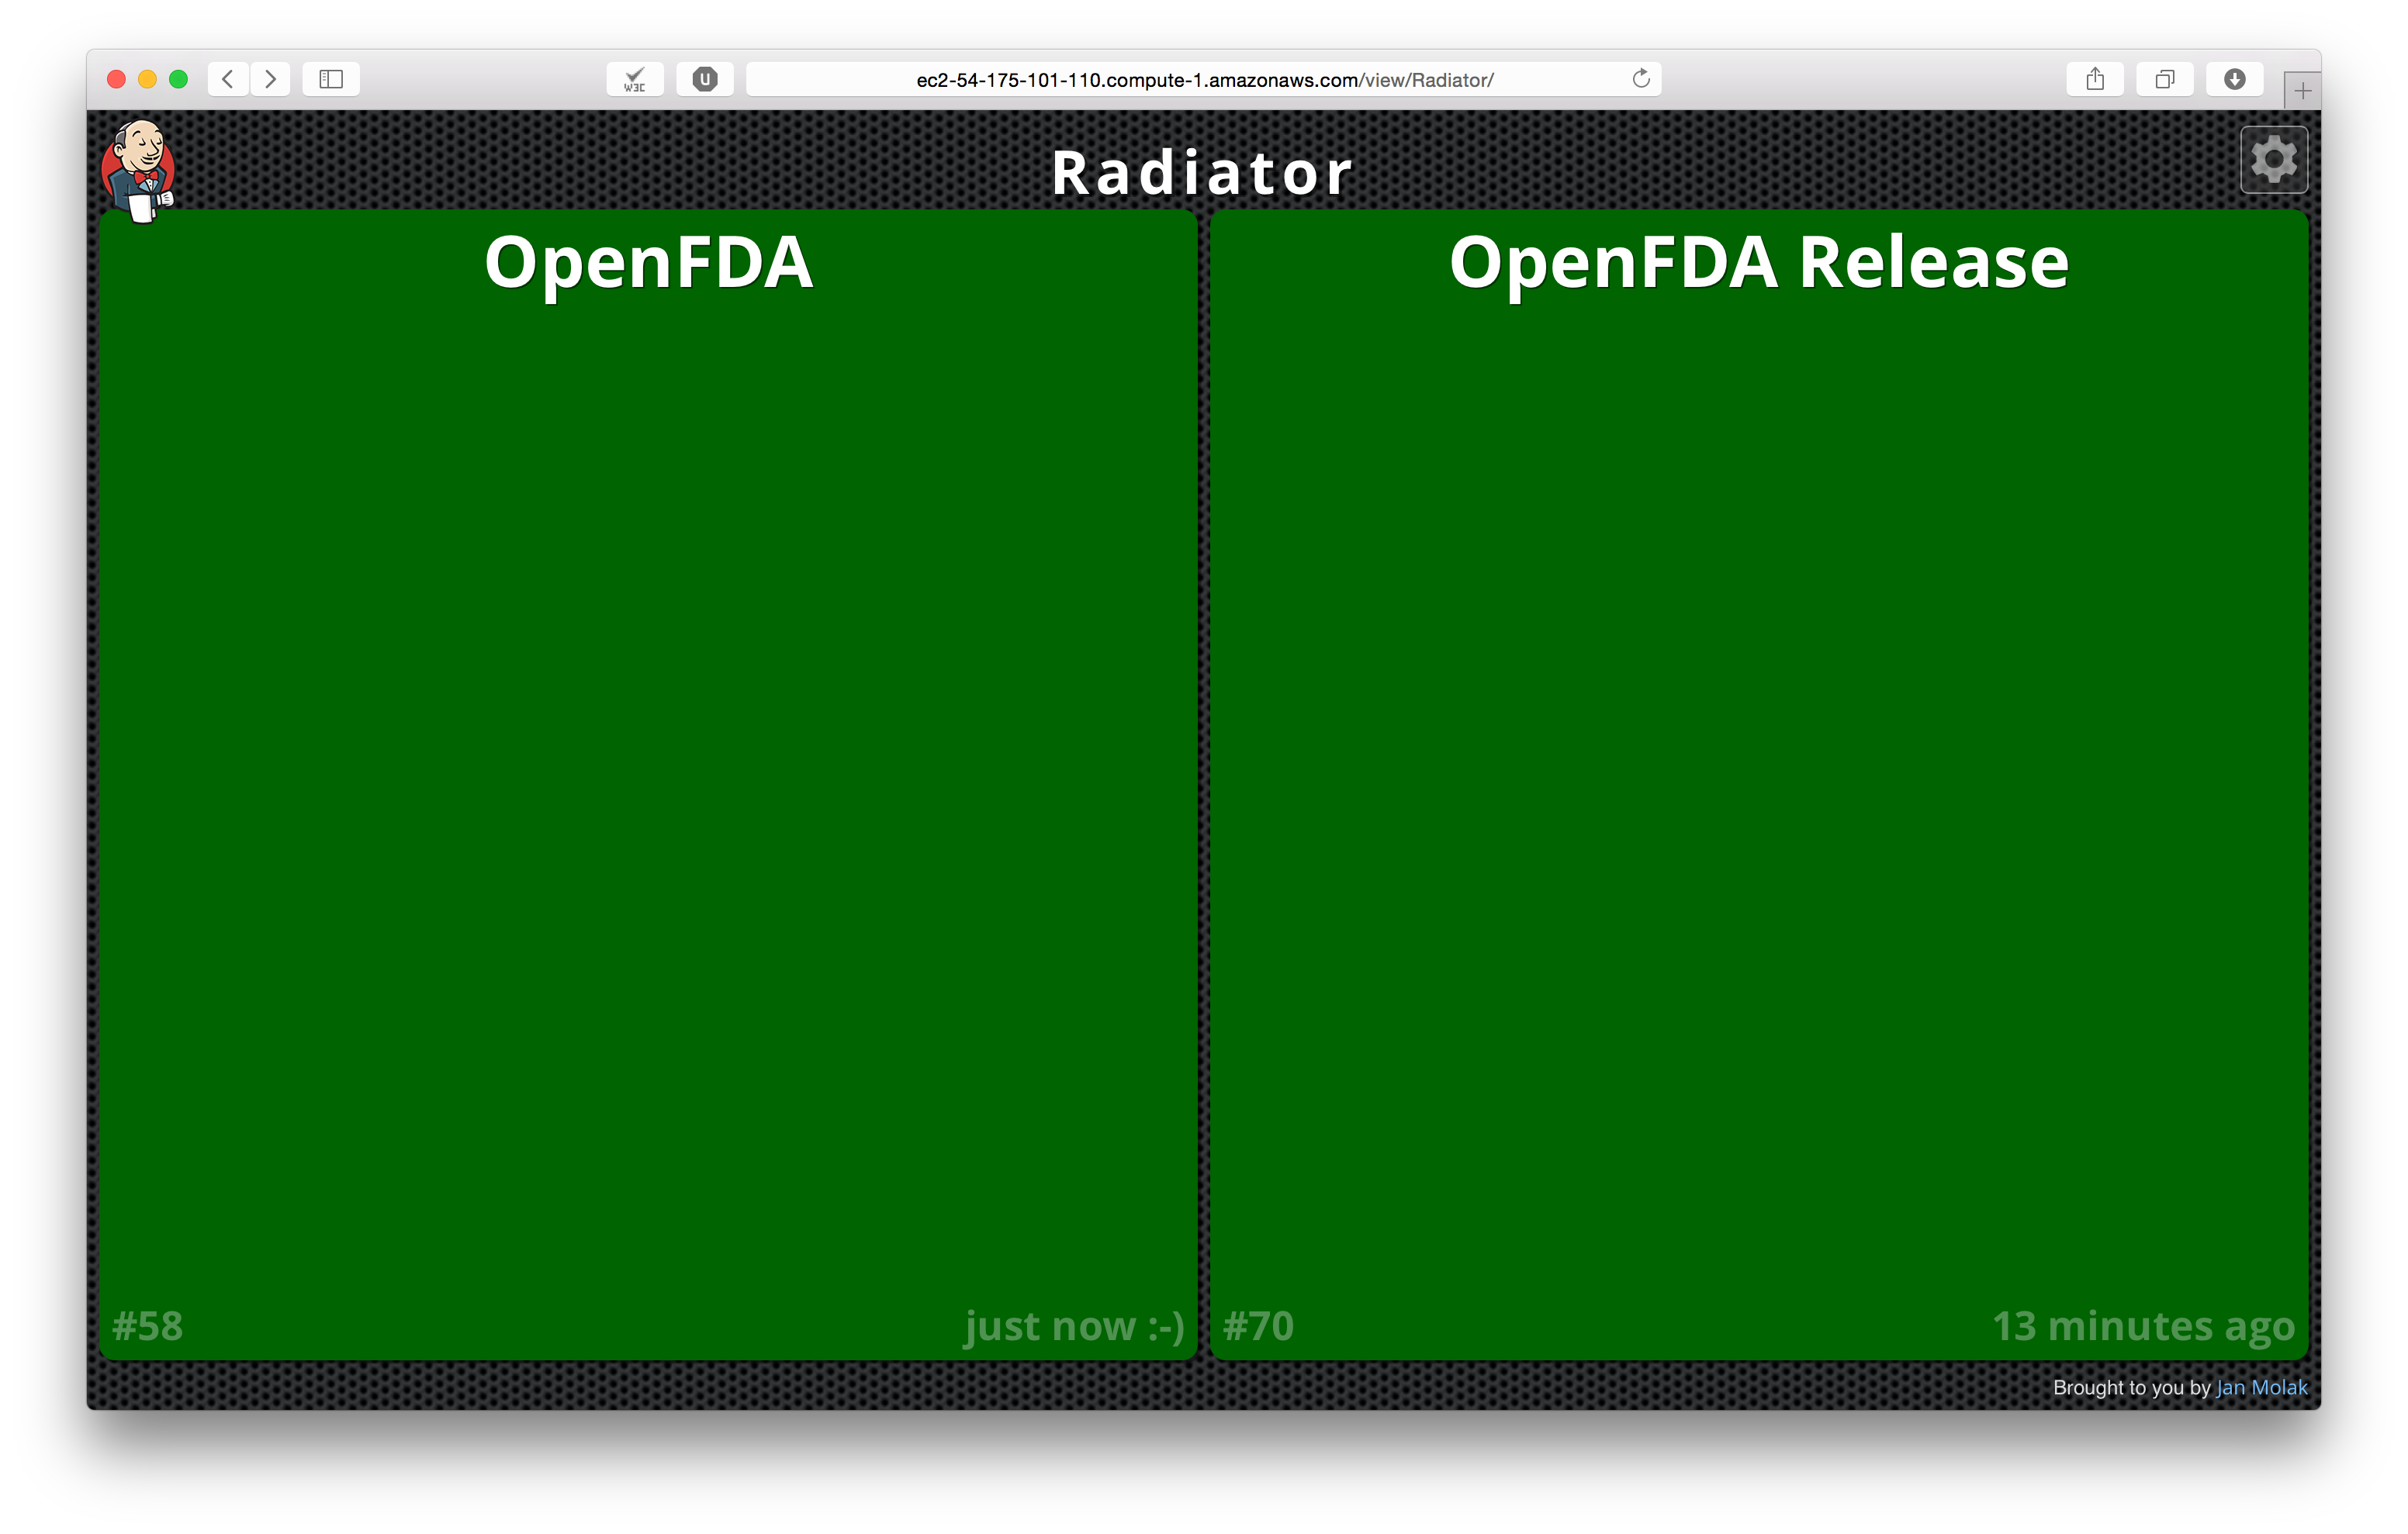 W3C
U
ec2-54-175-101-110.compute-1.amazonaws.com/view/Radiator/
Radiator
OpenFDA
OpenFDA Release
#58
just now :-)
#70
13 minutes ago
Brought to you by Jan Molak